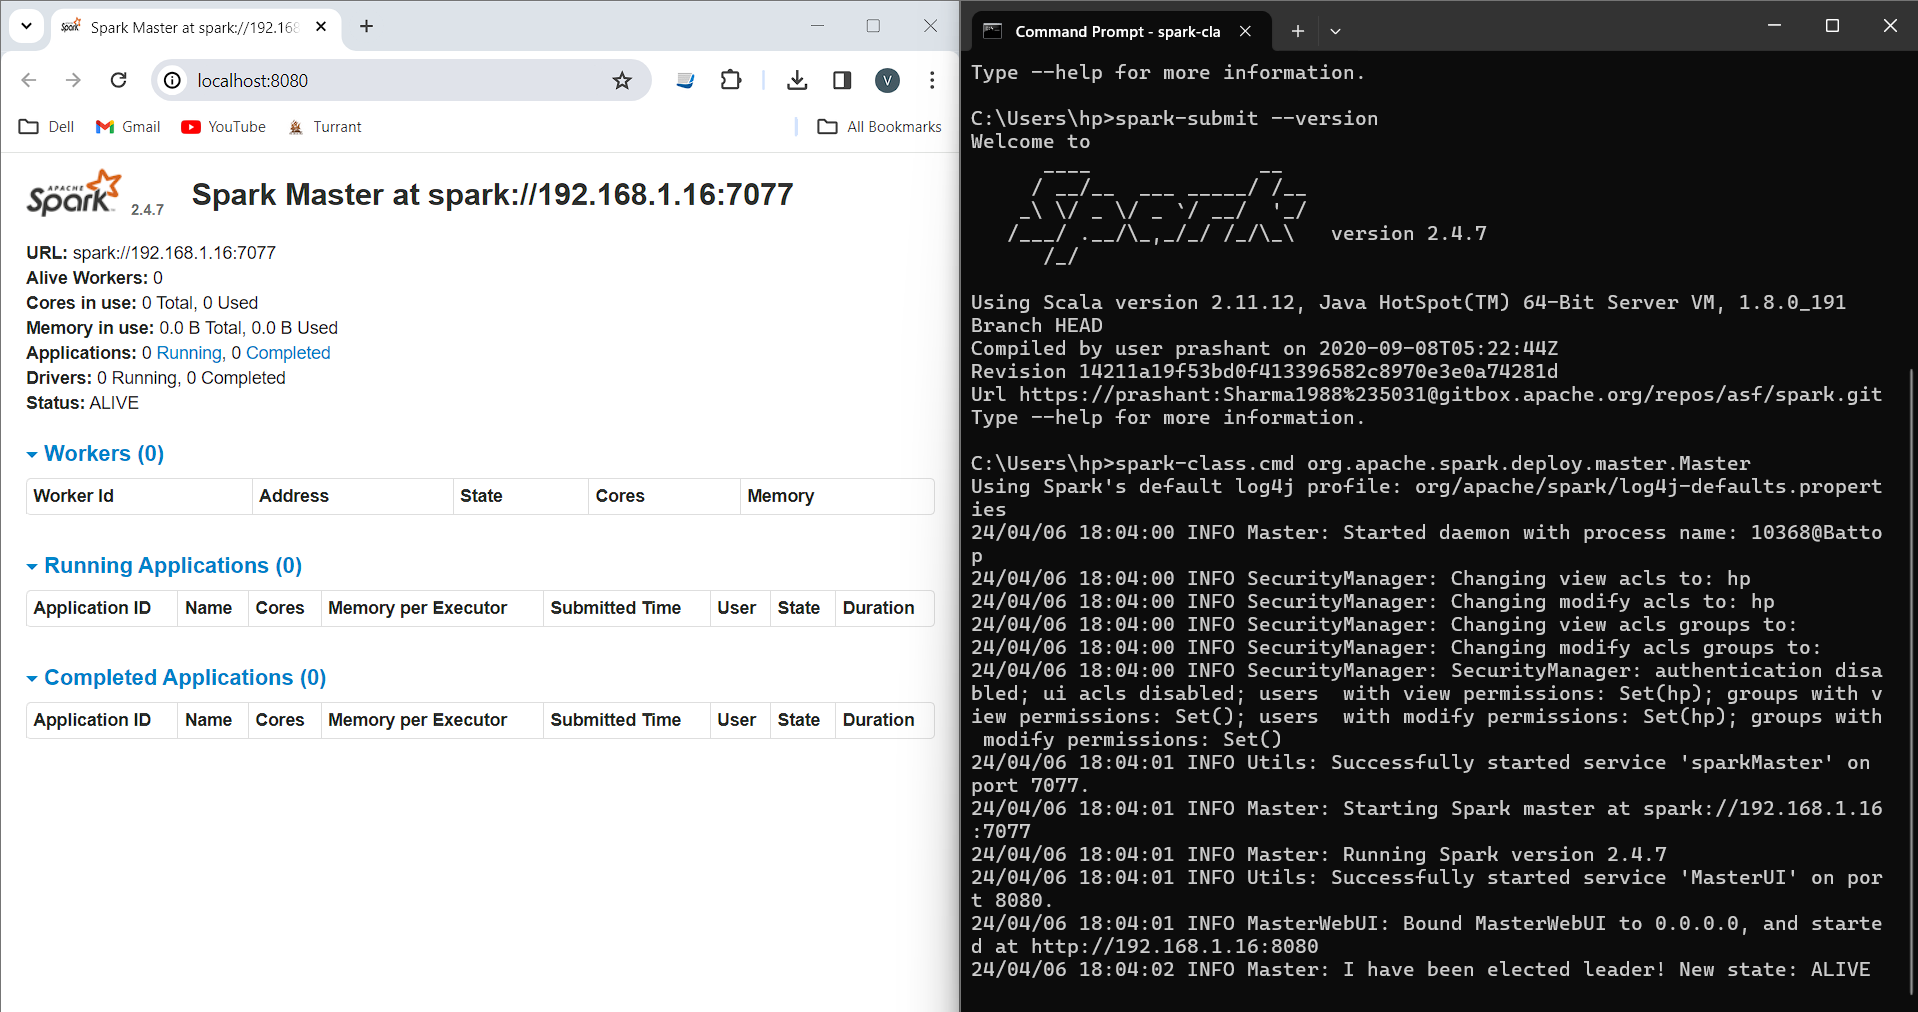 Spark Master at spark://192.168
localhost:8080
V
Dell
Gmail
YouTube
Turrant
All Bookmarks
APACHE
Spark
2.4.7
Spark Master at spark://192.168.1.16:7077
URL: spark://192.168.1.16:7077
Alive Workers: 0
Cores in use: 0 Total, 0 Used
Memory in use: 0.0 B Total, 0.0 B Used
Applications: 0 Running, 0 Completed
Drivers: 0 Running, 0 Completed
Status: ALIVE
Workers (0)
Worker Id Address State Cores Memory
Running Applications (0)
Application ID Name Cores Memory per Executor Submitted Time User State Duration
Completed Applications (0)
Application ID Name Cores Memory per Executor Submitted Time User State Duration
Command Prompt - spark-cla
Type --help for more information.
C:\Users\hp>spark-submit --version
Welcome to
      ____              __
     / __/__  ___ _____/ /__
    _\ \/ _ \/ _ `/ __/  '_/
   /___/ .__/\_,_/_/ /_/\_\   version 2.4.7
      /_/
Using Scala version 2.11.12, Java HotSpot(TM) 64-Bit Server VM, 1.8.0_191
Branch HEAD
Compiled by user prashant on 2020-09-08T05:22:44Z
Revision 14211a19f53bd0f413396582c8970e3e0a74281d
Url https://prashant:Sharma1988%235031@gitbox.apache.org/repos/asf/spark.git
Type --help for more information.
C:\Users\hp>spark-class.cmd org.apache.spark.deploy.master.Master
Using Spark's default log4j profile: org/apache/spark/log4j-defaults.propert
ies
24/04/06 18:04:00 INFO Master: Started daemon with process name: 10368@Batto
p
24/04/06 18:04:00 INFO SecurityManager: Changing view acls to: hp
24/04/06 18:04:00 INFO SecurityManager: Changing modify acls to: hp
24/04/06 18:04:00 INFO SecurityManager: Changing view acls groups to:
24/04/06 18:04:00 INFO SecurityManager: Changing modify acls groups to:
24/04/06 18:04:00 INFO SecurityManager: SecurityManager: authentication disa
bled; ui acls disabled; users  with view permissions: Set(hp); groups with v
iew permissions: Set(); users  with modify permissions: Set(hp); groups with
 modify permissions: Set()
24/04/06 18:04:01 INFO Utils: Successfully started service 'sparkMaster' on
port 7077.
24/04/06 18:04:01 INFO Master: Starting Spark master at spark://192.168.1.16
:7077
24/04/06 18:04:01 INFO Master: Running Spark version 2.4.7
24/04/06 18:04:01 INFO Utils: Successfully started service 'MasterUI' on por
t 8080.
24/04/06 18:04:01 INFO MasterWebUI: Bound MasterWebUI to 0.0.0.0, and starte
d at http://192.168.1.16:8080
24/04/06 18:04:02 INFO Master: I have been elected leader! New state: ALIVE